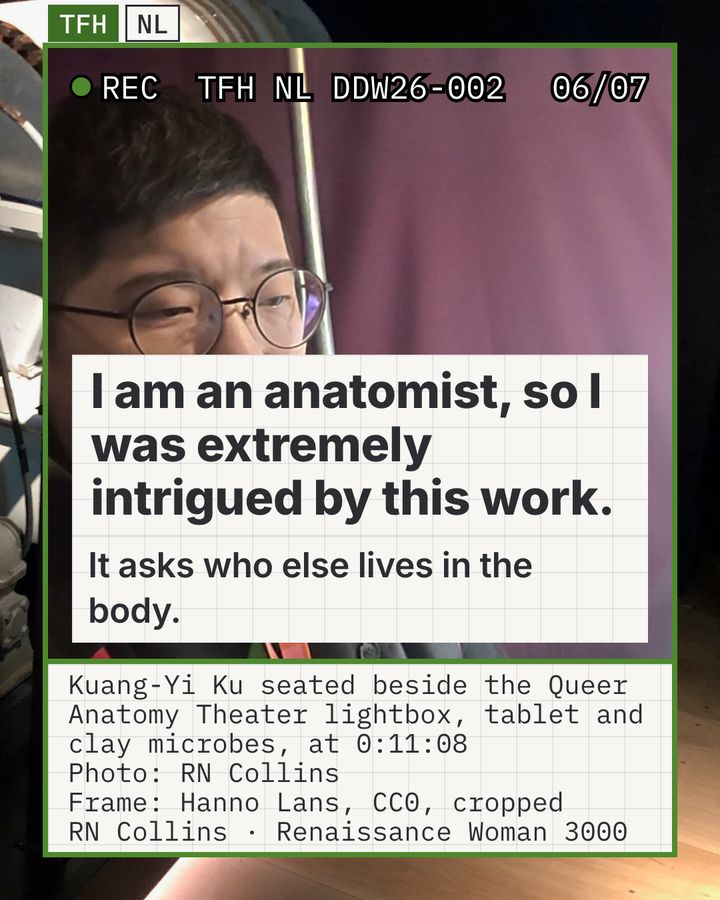 TFH NL
REC TFH NL DDW26-002 06/07
I am an anatomist, so I
was extremely
intrigued by this work.
It asks who else lives in the
body.
Kuang-Yi Ku seated beside the Queer
Anatomy Theater lightbox, tablet and
clay microbes, at 0:11:08
Photo: RN Collins
Frame: Hanno Lans, CC0, cropped
RN Collins · Renaissance Woman 3000